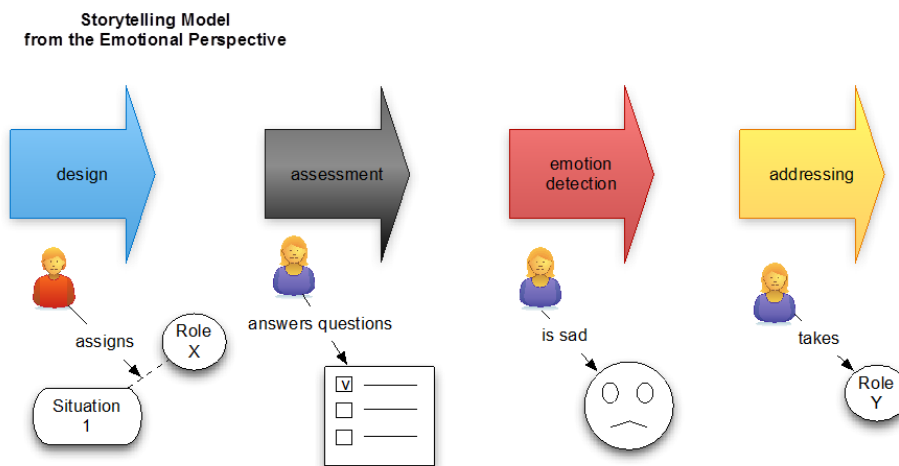 Storytelling Model
from the Emotional Perspective
design
assessment
emotion
detection
addressing
assigns
Role
X
Situation
1
answers questions
V
is sad
takes
Role
Y